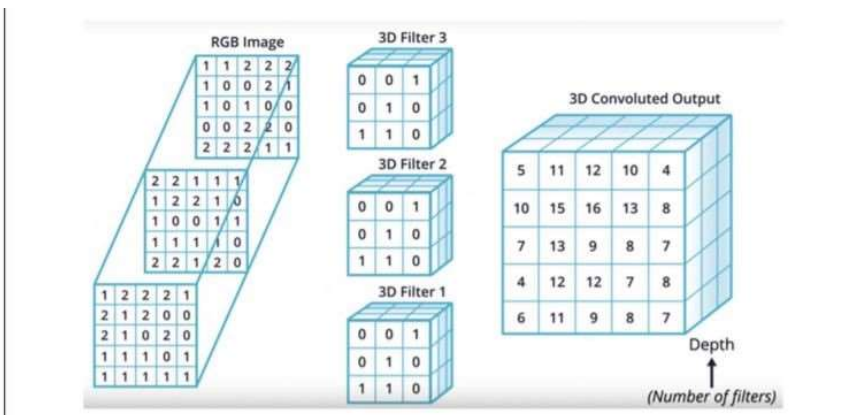 RGB Image
1 1 2 2 2
1 0 0 2 1
1 0 1 0 0
0 0 2 2 0
2 2 2 1 1
2 2 1 1 1
1 2 2 1 0
1 0 0 1 1
1 1 1 1 0
2 2 1 2 0
1 2 2 2 1
2 1 2 0 0
2 1 0 2 0
1 1 1 0 1
1 1 1 1 1
3D Filter 3
0 0 1
0 1 0
1 1 0
3D Filter 2
0 0 1
0 1 0
1 1 0
3D Filter 1
0 0 1
0 1 0
1 1 0
3D Convoluted Output
5 11 12 10 4
10 15 16 13 8
7 13 9 8 7
4 12 12 7 8
6 11 9 8 7
Depth
(Number of filters)